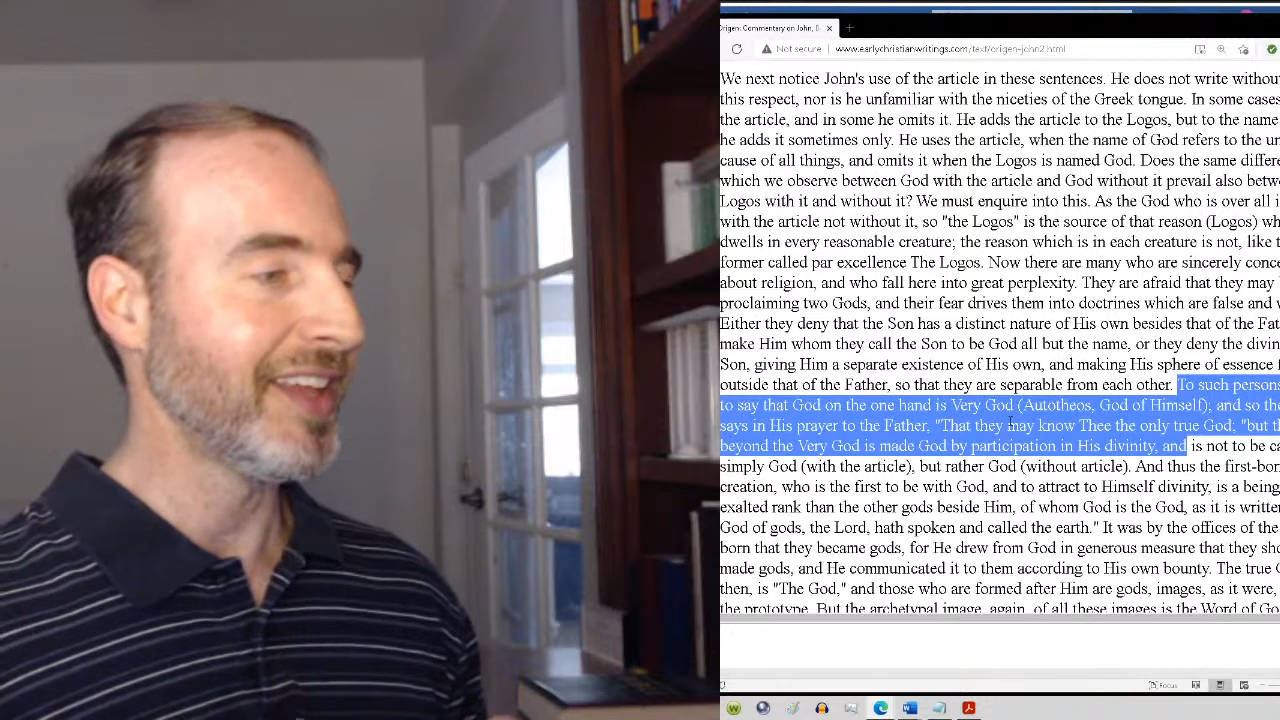 Origen: Commentary on John,
Not secure
www.earlychristianwritings.com/text/origen-john2.html
We next notice John's use of the article in these sentences. He does not write withou
this respect, nor is he unfamiliar with the niceties of the Greek tongue. In some cases
the article, and in some he omits it. He adds the article to the Logos, but to the name
he adds it sometimes only. He uses the article, when the name of God refers to the un
cause of all things, and omits it when the Logos is named God. Does the same differ
which we observe between God with the article and God without it prevail also betw
Logos with it and without it? We must enquire into this. As the God who is over all i
with the article not without it, so "the Logos" is the source of that reason (Logos) wh
dwells in every reasonable creature; the reason which is in each creature is not, like
former called par excellence The Logos. Now there are many who are sincerely conce
about religion, and who fall here into great perplexity. They are afraid that they may
proclaiming two Gods, and their fear drives them into doctrines which are false and
Either they deny that the Son has a distinct nature of His own besides that of the Fat
make Him whom they call the Son to be God all but the name, or they deny the divin
Son, giving Him a separate existence of His own, and making His sphere of essence
outside that of the Father, so that they are separable from each other. To such persons
to say that God on the one hand is Very God (Autotheos, God of Himself); and so the
says in His prayer to the Father, "That they may know Thee the only true God; "but th
beyond the Very God is made God by participation in His divinity, and is not to be ca
simply God (with the article), but rather God (without article). And thus the first-bor
creation, who is the first to be with God, and to attract to Himself divinity, is a being
exalted rank than the other gods beside Him, of whom God is the God, as it is written
God of gods, the Lord, hath spoken and called the earth." It was by the offices of the
born that they became gods, for He drew from God in generous measure that they sho
made gods, and He communicated it to them according to His own bounty. The true G
then, is "The God," and those who are formed after Him are gods, images, as it were,
the prototype. But the archetypal image, again, of all these images is the Word of Go
Focus